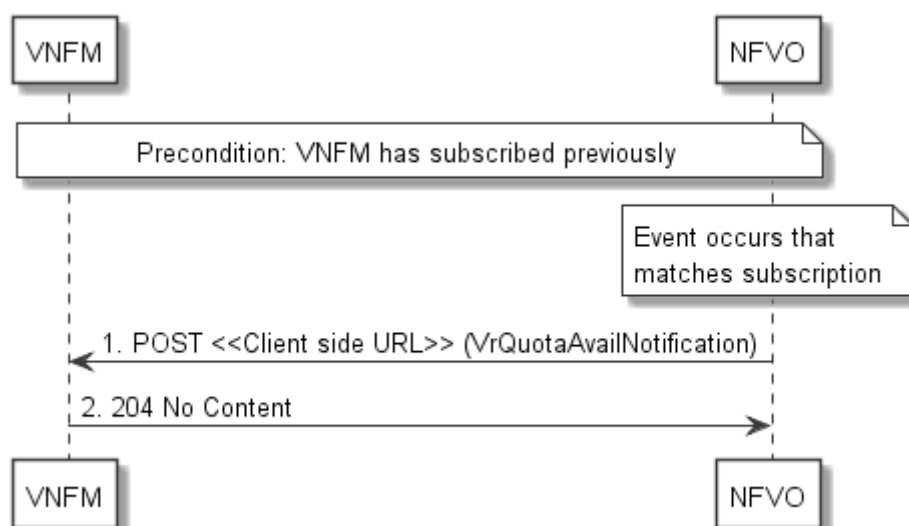 VNFM
NFVO
Precondition: VNFM has subscribed previously
Event occurs that
matches subscription
1. POST <<Client side URL>> (VrQuotaAvailNotification)
2. 204 No Content
VNFM
NFVO